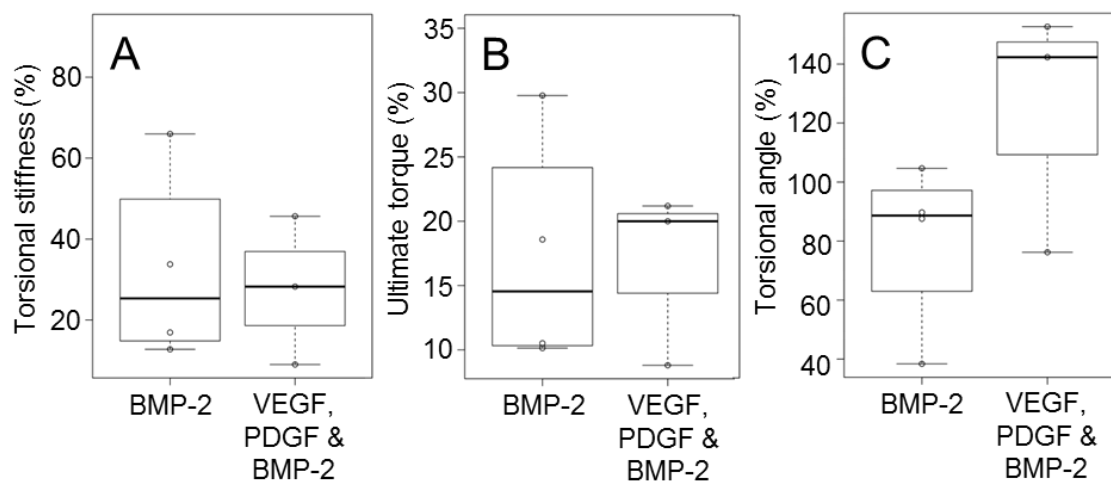 A
Torsional stiffness (%)
80
60
40
20
BMP-2
VEGF,
PDGF &
BMP-2
B
Ultimate torque (%)
35
30
25
20
15
10
BMP-2
VEGF,
PDGF &
BMP-2
C
Torsional angle (%)
140
120
100
80
60
40
BMP-2
VEGF,
PDGF &
BMP-2